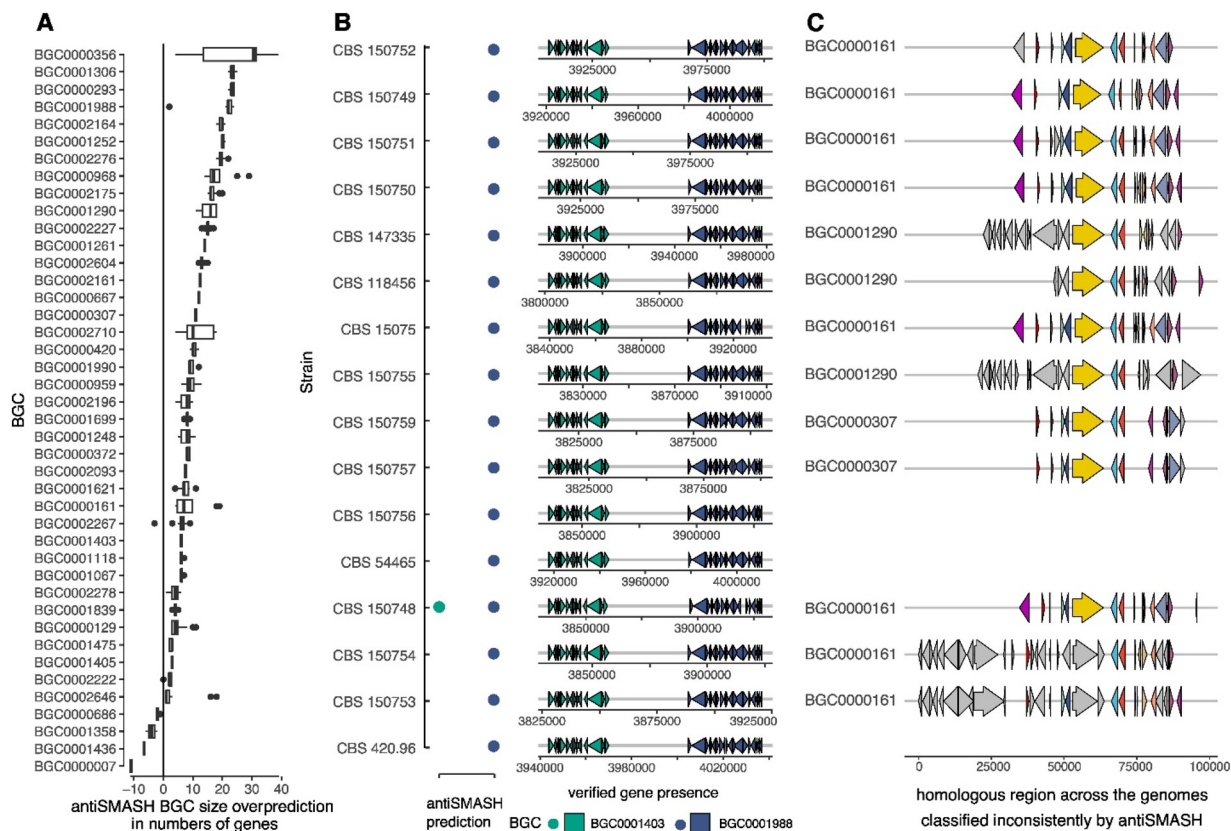 A
B
C
BGC
BGC0000356
BGC0001306
BGC0000293
BGC0001988
BGC0002164
BGC0001252
BGC0002276
BGC0000968
BGC0002175
BGC0001290
BGC0002227
BGC0001261
BGC0002604
BGC0002161
BGC0000667
BGC0000307
BGC0002710
BGC0000420
BGC0001990
BGC0000959
BGC0002196
BGC0001699
BGC0001248
BGC0000372
BGC0002093
BGC0001621
BGC0000161
BGC0002267
BGC0001403
BGC0001118
BGC0001067
BGC0002278
BGC0001839
BGC0000129
BGC0001475
BGC0001405
BGC0002222
BGC0002646
BGC0000686
BGC0001358
BGC0001436
BGC0000007
−10 0 10 20 30 40
antiSMASH BGC size overprediction
in numbers of genes
Strain
CBS 150752
3925000 3975000
CBS 150749
3920000 3960000 4000000
CBS 150751
3925000 3975000
CBS 150750
3925000 3975000
CBS 147335
3900000 3940000 3980000
CBS 118456
3800000 3850000
CBS 15075
3840000 3880000 3920000
CBS 150755
3830000 3870000 3910000
CBS 150759
3825000 3875000
CBS 150757
3825000 3875000
CBS 150756
3850000 3900000
CBS 54465
3920000 3960000 4000000
CBS 150748
3850000 3900000
CBS 150754
3850000 3900000
CBS 150753
3825000 3875000 3925000
CBS 420.96
3940000 3980000 4020000
antiSMASH
prediction
verified gene presence
BGC BGC0001403 BGC0001988
BGC0000161
BGC0000161
BGC0000161
BGC0000161
BGC0001290
BGC0001290
BGC0000161
BGC0001290
BGC0000307
BGC0000307
BGC0000161
BGC0000161
BGC0000161
0 25000 50000 75000 100000
homologous region across the genomes
classified inconsistently by antiSMASH